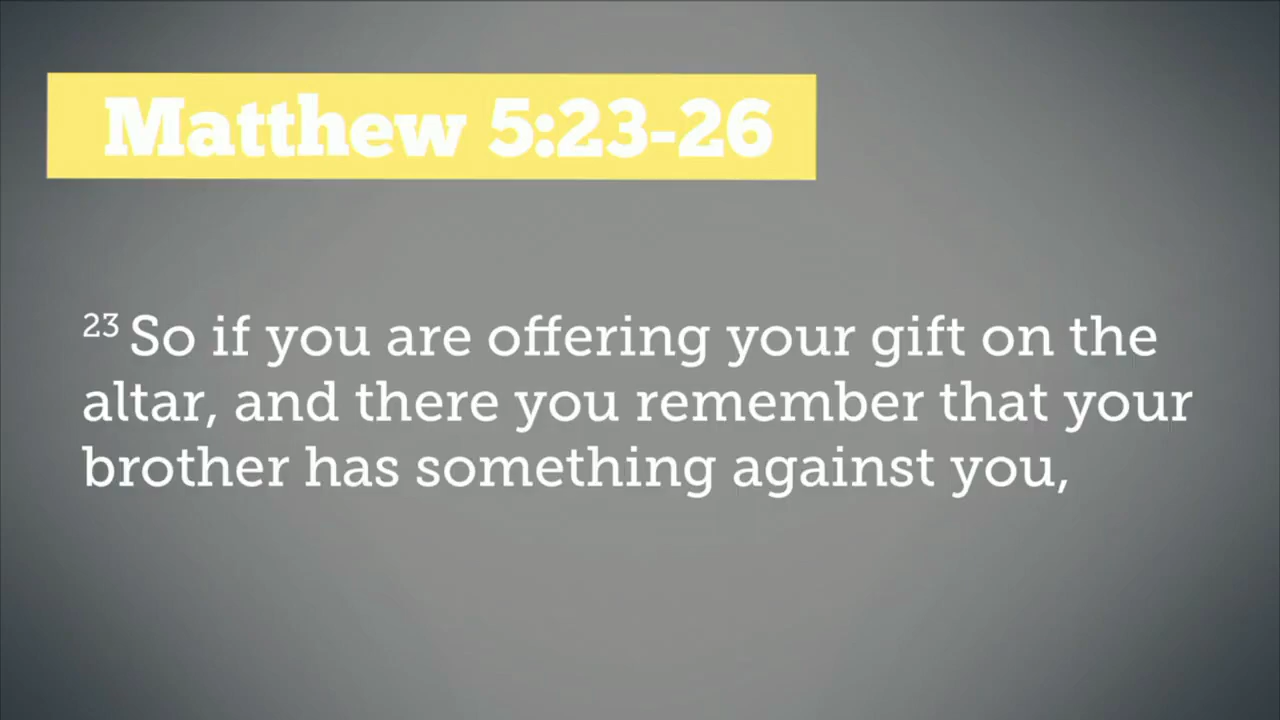 Matthew 5:23-26
23 So if you are offering your gift on the
altar, and there you remember that your
brother has something against you,